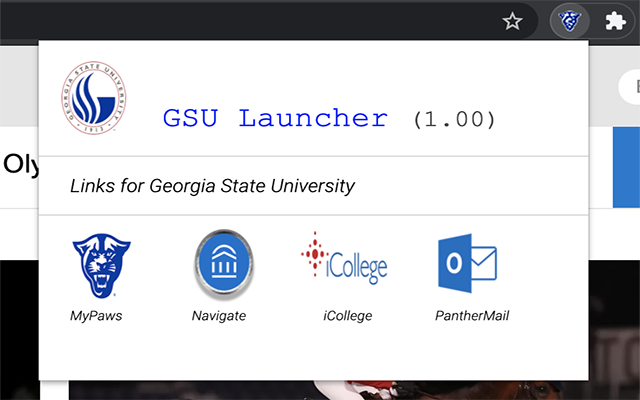 GEORGIA STATE UNIVERSITY
1913
GSU Launcher (1.00)
Oly
Links for Georgia State University
iCollege
MyPaws
Navigate
iCollege
PantherMail